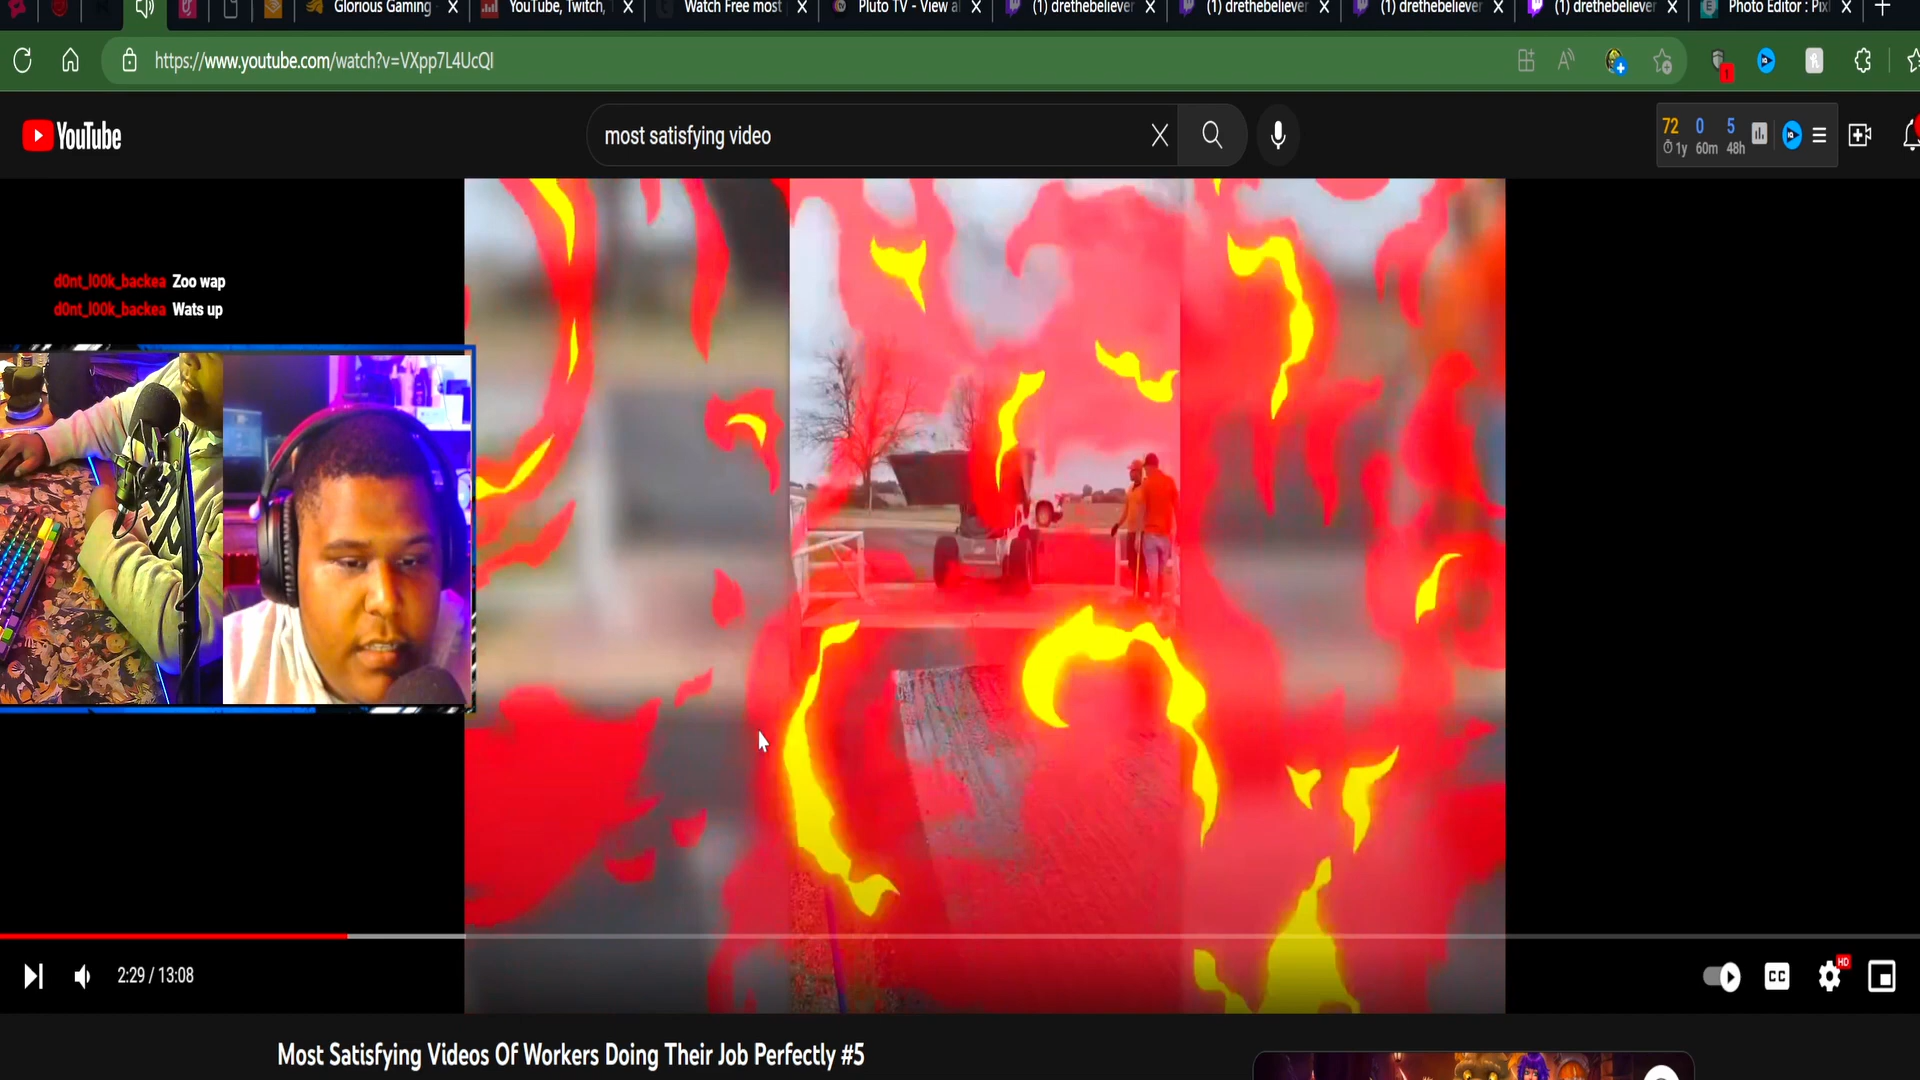 Glorious Gaming
YouTube, Twitch,
Watch Free most
Pluto TV - View a
(1) drethebeliever
(1) drethebeliever
(1) drethebeliever
(1) drethebeliever
Photo Editor : Pixl
https://www.youtube.com/watch?v=VXpp7L4UcQI
1
YouTube
most satisfying video
72 0 5
1y 60m 48h
d0nt_l00k_backea Zoo wap
d0nt_l00k_backea Wats up
2:29 / 13:08
CC
HD
Most Satisfying Videos Of Workers Doing Their Job Perfectly #5